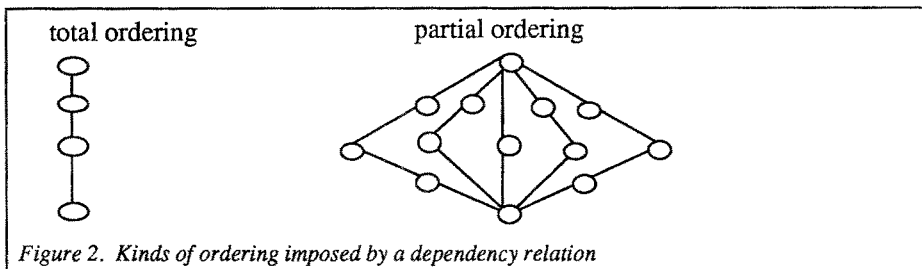 total ordering
partial ordering
Figure 2. Kinds of ordering imposed by a dependency relation